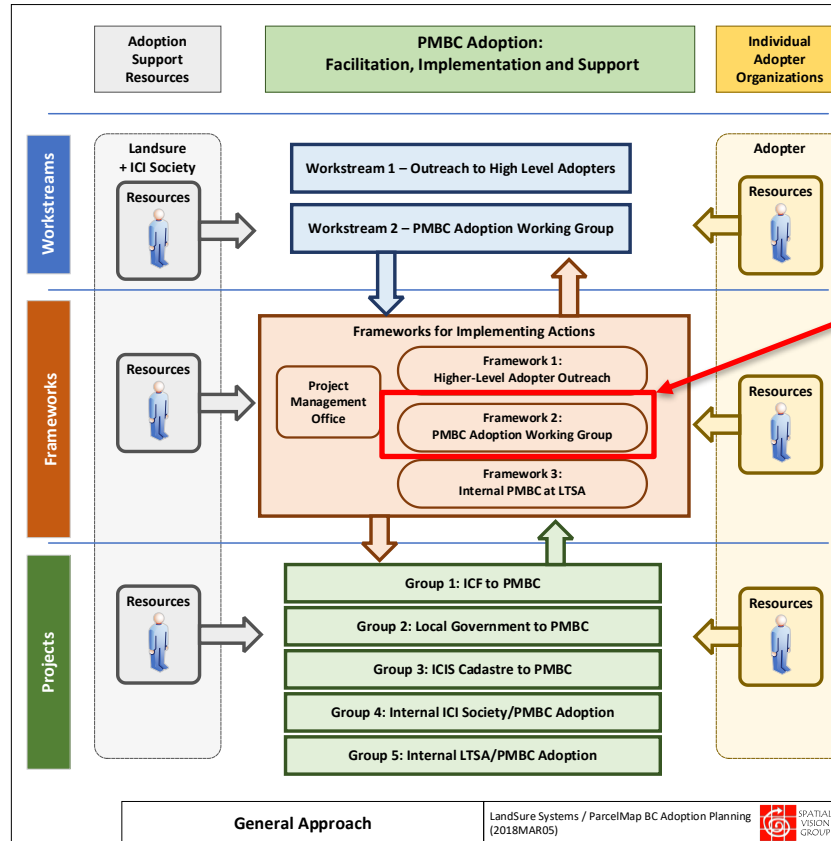 Adoption
Support
Resources
PMBC Adoption:
Facilitation, Implementation and Support
Individual
Adopter
Organizations
Workstreams
Landsure
+ ICI Society
Resources
Workstream 1 – Outreach to High Level Adopters
Workstream 2 – PMBC Adoption Working Group
Adopter
Resources
Frameworks
Resources
Frameworks for Implementing Actions
Project
Management
Office
Framework 1:
Higher-Level Adopter Outreach
Framework 2:
PMBC Adoption Working Group
Framework 3:
Internal PMBC at LTSA
Resources
Projects
Resources
Group 1: ICF to PMBC
Group 2: Local Government to PMBC
Group 3: ICIS Cadastre to PMBC
Group 4: Internal ICI Society/PMBC Adoption
Group 5: Internal LTSA/PMBC Adoption
Resources
General Approach
LandSure Systems / ParcelMap BC Adoption Planning
(2018MAR05)
SPATIAL
VISION
GROUP